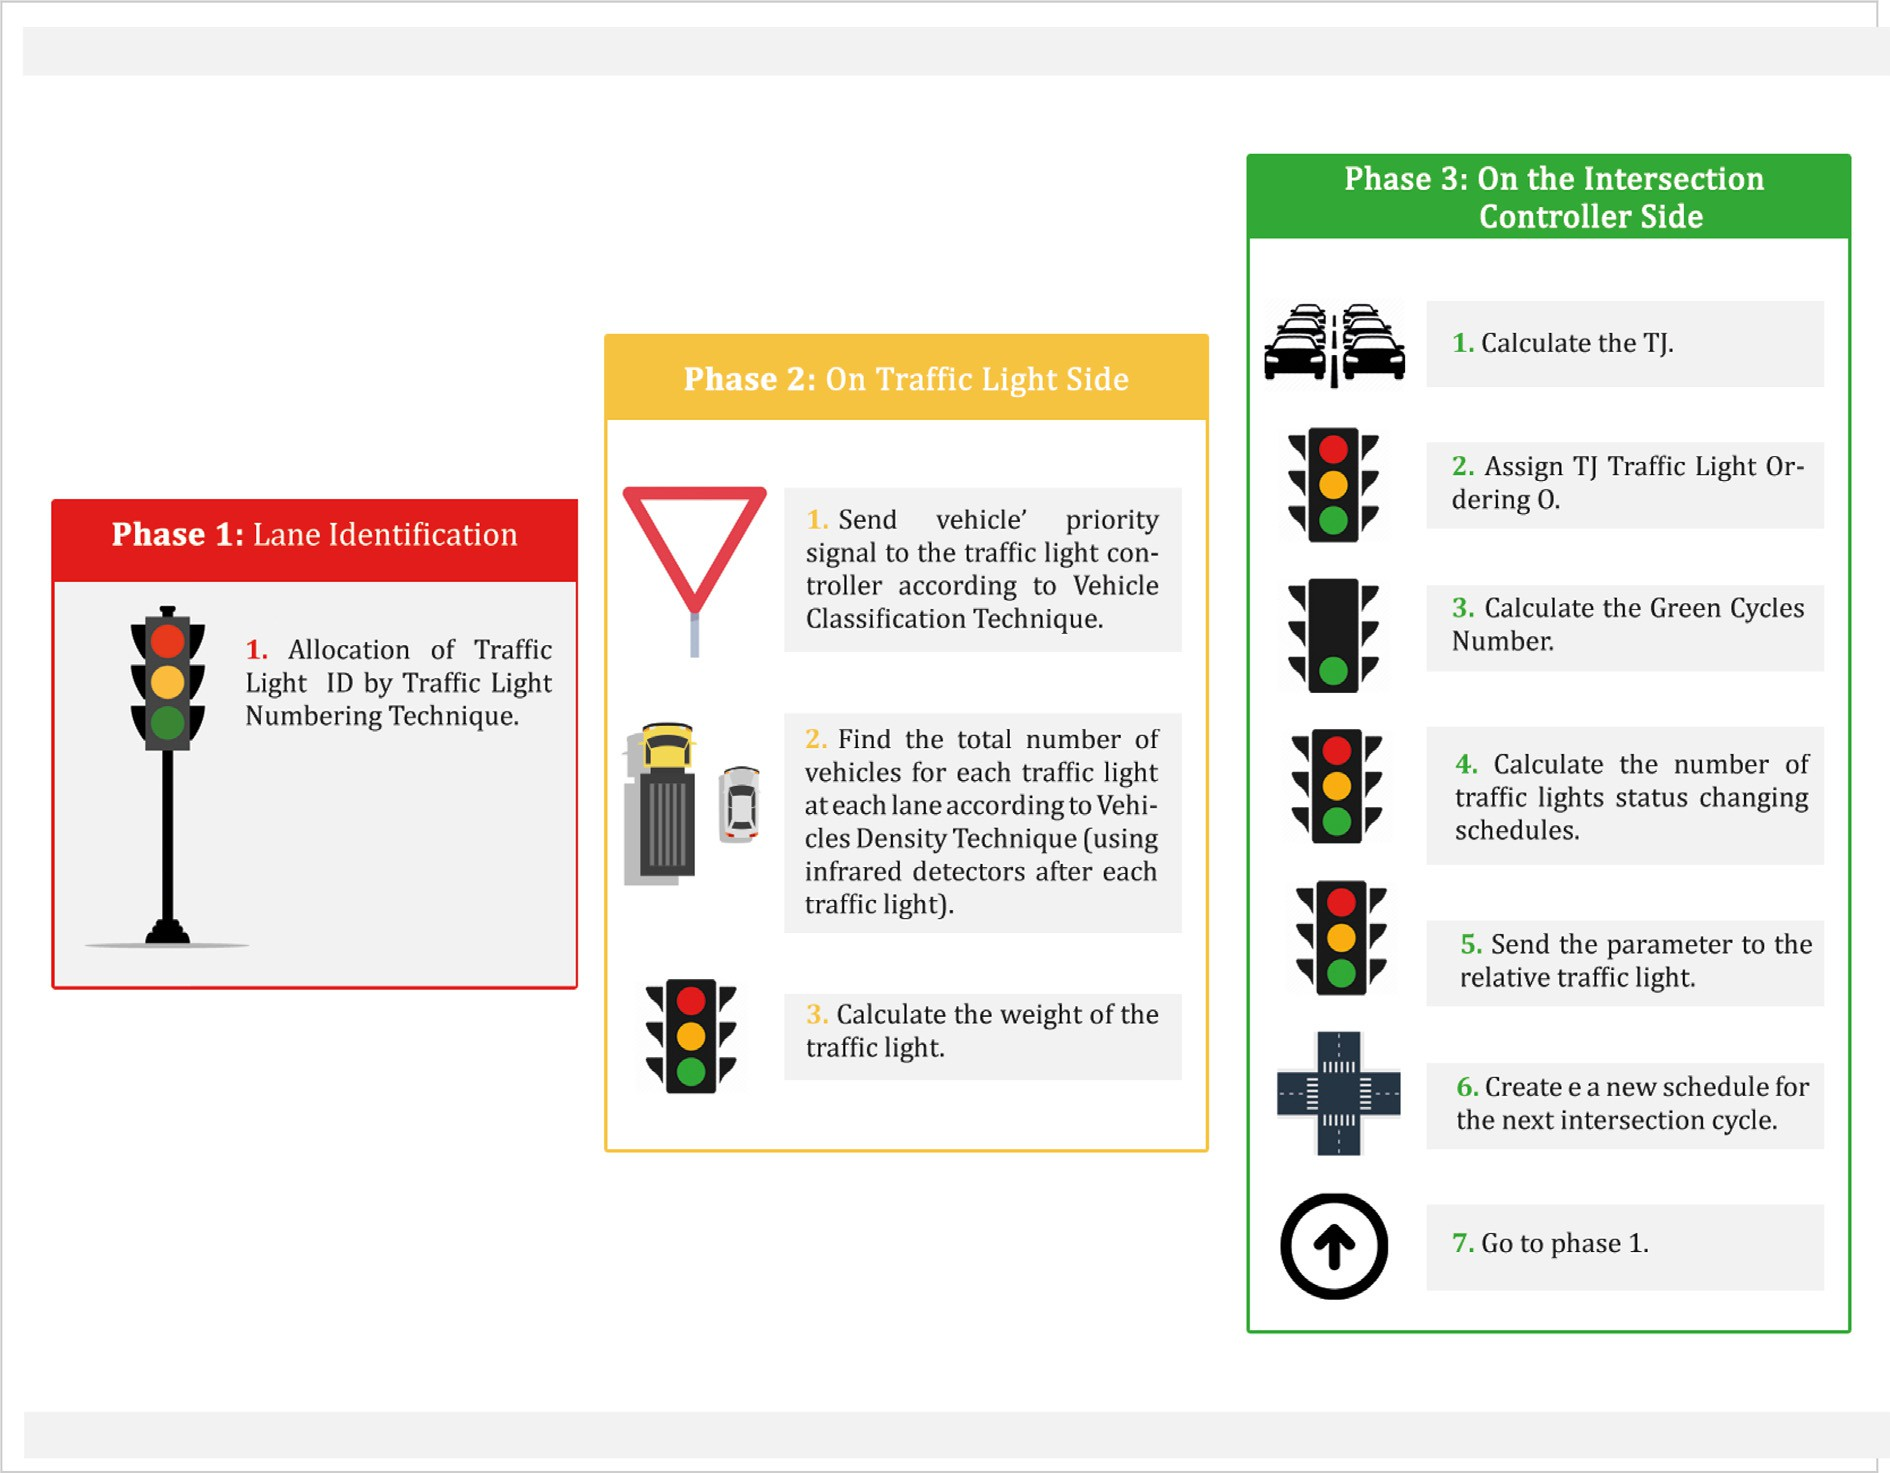 Phase 1: Lane Identification
1. Allocation of Traffic
Light ID by Traffic Light
Numbering Technique.
Phase 2: On Traffic Light Side
1. Send vehicle’ priority
signal to the traffic light con-
troller according to Vehicle
Classification Technique.
2. Find the total number of
vehicles for each traffic light
at each lane according to Vehi-
cles Density Technique (using
infrared detectors after each
traffic light).
3. Calculate the weight of the
traffic light.
Phase 3: On the Intersection
Controller Side
1. Calculate the TJ.
2. Assign TJ Traffic Light Or-
dering O.
3. Calculate the Green Cycles
Number.
4. Calculate the number of
traffic lights status changing
schedules.
5. Send the parameter to the
relative traffic light.
6. Create e a new schedule for
the next intersection cycle.
7. Go to phase 1.